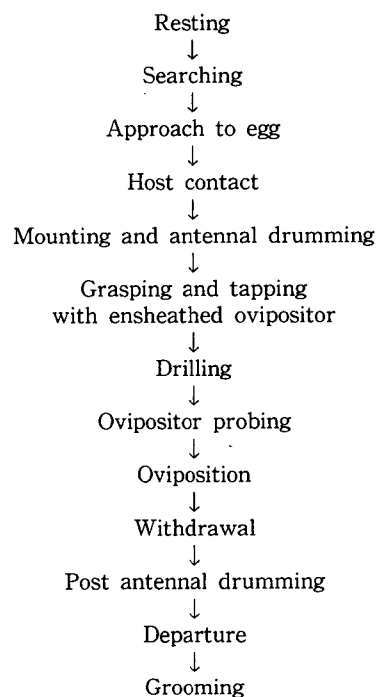 Resting
↓
Searching
↓
Approach to egg
↓
Host contact
↓
Mounting and antennal drumming
↓
Grasping and tapping
with ensheathed ovipositor
↓
Drilling
↓
Ovipositor probing
↓
Oviposition
↓
Withdrawal
↓
Post antennal drumming
↓
Departure
↓
Grooming